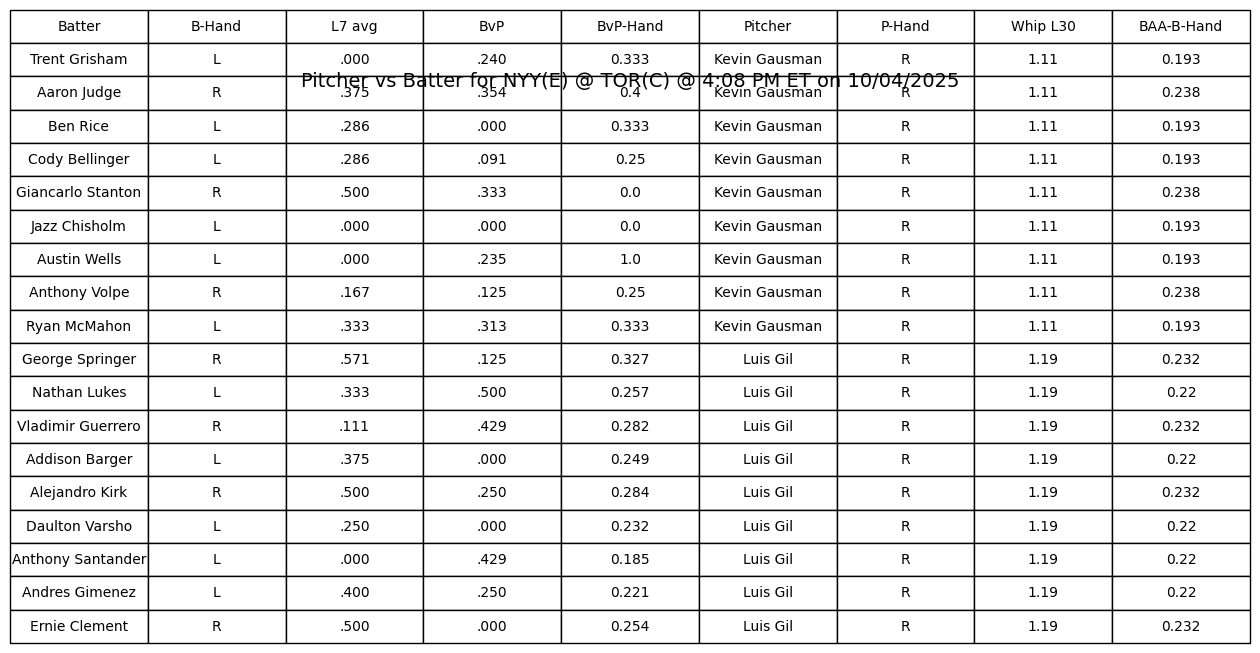 Batter B-Hand L7 avg BvP BvP-Hand Pitcher P-Hand Whip L30 BAA-B-Hand
Trent Grisham L .000 .240 0.333 Kevin Gausman R 1.11 0.193
Pitcher vs Batter for NYY(E) @ TOR(C) @ 4:08 PM ET on 10/04/2025
Aaron Judge R .375 .354 0.4 Kevin Gausman R 1.11 0.238
Ben Rice L .286 .000 0.333 Kevin Gausman R 1.11 0.193
Cody Bellinger L .286 .091 0.25 Kevin Gausman R 1.11 0.193
Giancarlo Stanton R .500 .333 0.0 Kevin Gausman R 1.11 0.238
Jazz Chisholm L .000 .000 0.0 Kevin Gausman R 1.11 0.193
Austin Wells L .000 .235 1.0 Kevin Gausman R 1.11 0.193
Anthony Volpe R .167 .125 0.25 Kevin Gausman R 1.11 0.238
Ryan McMahon L .333 .313 0.333 Kevin Gausman R 1.11 0.193
George Springer R .571 .125 0.327 Luis Gil R 1.19 0.232
Nathan Lukes L .333 .500 0.257 Luis Gil R 1.19 0.22
Vladimir Guerrero R .111 .429 0.282 Luis Gil R 1.19 0.232
Addison Barger L .375 .000 0.249 Luis Gil R 1.19 0.22
Alejandro Kirk R .500 .250 0.284 Luis Gil R 1.19 0.232
Daulton Varsho L .250 .000 0.232 Luis Gil R 1.19 0.22
Anthony Santander L .000 .429 0.185 Luis Gil R 1.19 0.22
Andres Gimenez L .400 .250 0.221 Luis Gil R 1.19 0.22
Ernie Clement R .500 .000 0.254 Luis Gil R 1.19 0.232